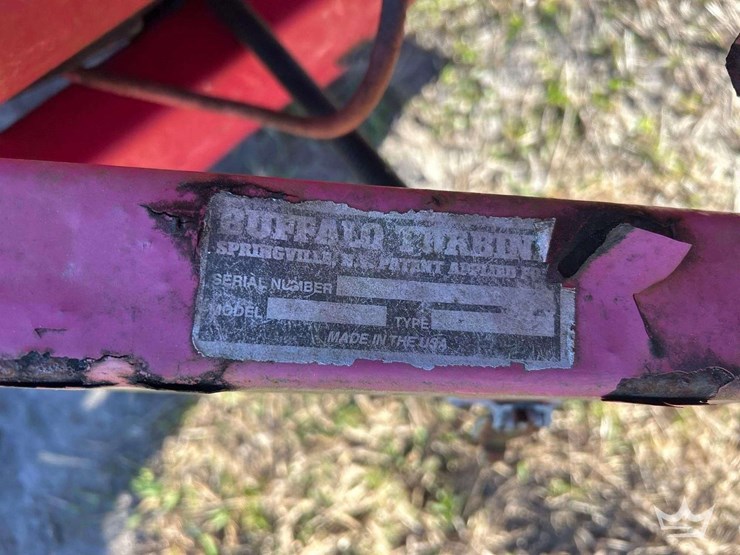 BUFFALO TURBIN
SPRINGVILLE, N.Y. PATENT APPLIED F
SERIAL NUMBER
MODEL TYPE
MADE IN THE USA